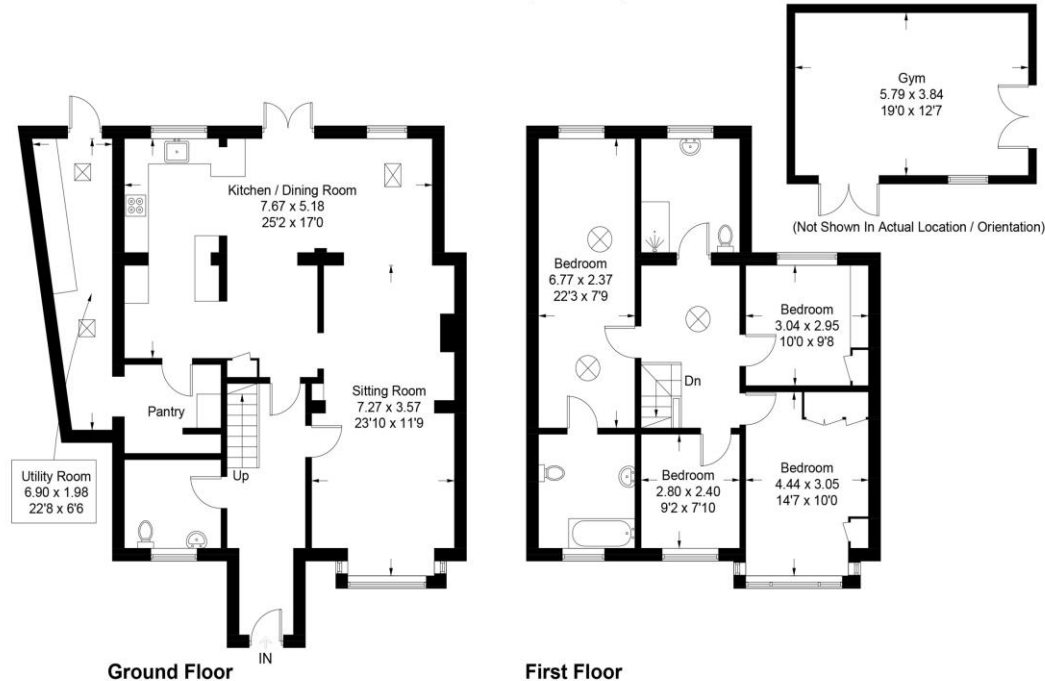 Gym
5.79 x 3.84
19'0 x 12'7
(Not Shown In Actual Location / Orientation)
Kitchen / Dining Room
7.67 x 5.18
25'2 x 17'0
Pantry
Sitting Room
7.27 x 3.57
23'10 x 11'9
Utility Room
6.90 x 1.98
22'8 x 6'6
Up
IN
Ground Floor
Bedroom
6.77 x 2.37
22'3 x 7'9
Bedroom
3.04 x 2.95
10'0 x 9'8
Dn
Bedroom
2.80 x 2.40
9'2 x 7'10
Bedroom
4.44 x 3.05
14'7 x 10'0
First Floor